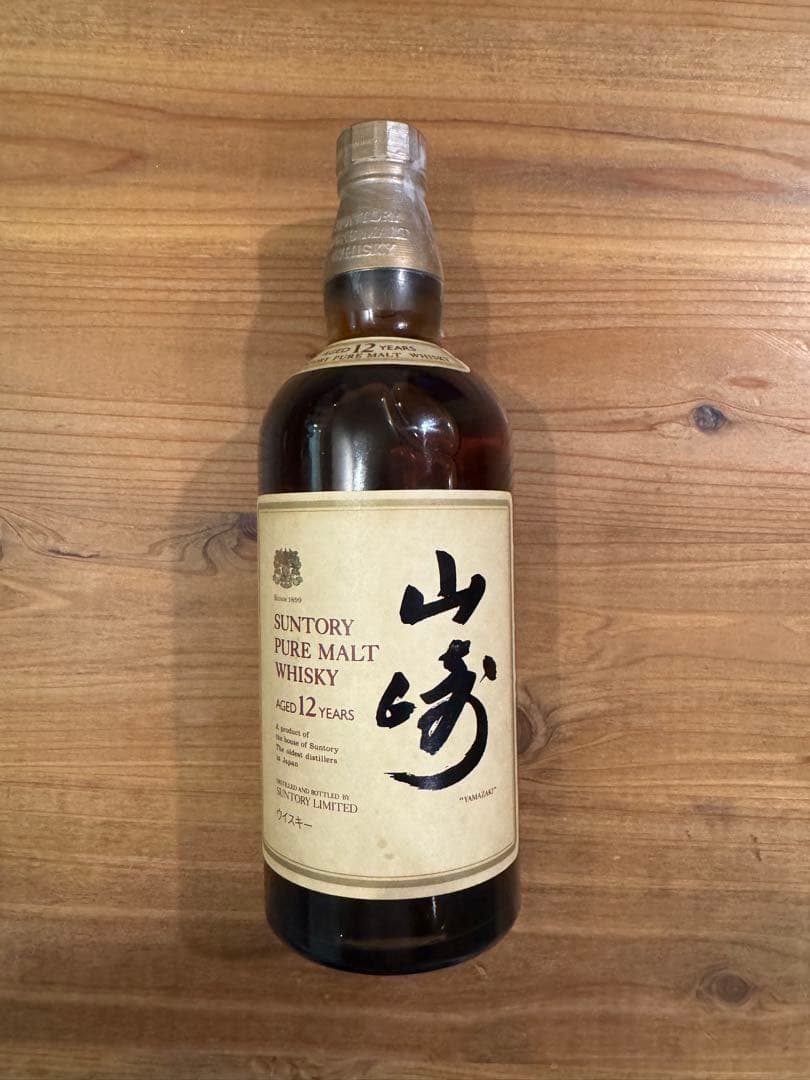 SUNTORY
PURE MALT
WHISKY
AGED 12 YEARS
SUNTORY PURE MALT WHISKY
Since 1899
SUNTORY
PURE MALT
WHISKY
AGED 12 YEARS
A product of
the house of Suntory
The oldest distillers
in Japan
DISTILLED AND BOTTLED BY
SUNTORY LIMITED
ウイスキー
山崎
"YAMAZAKI"